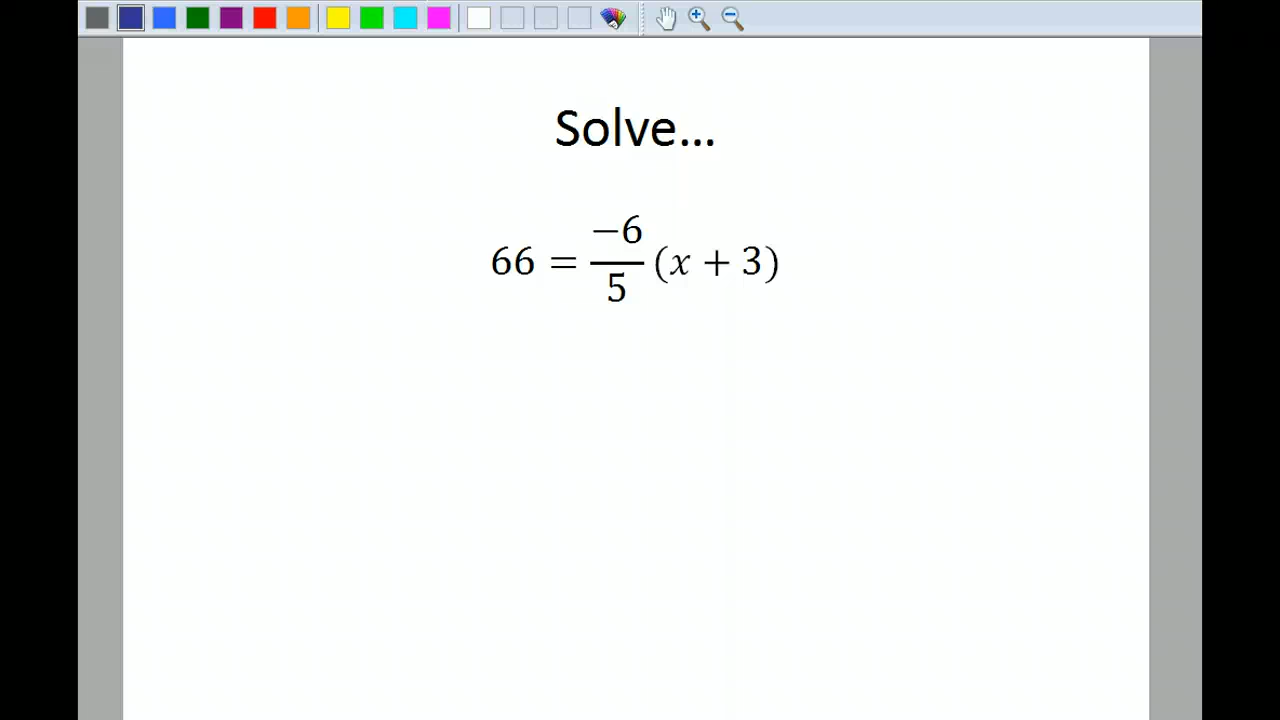 Solve...
66 = −6/5 (x + 3)